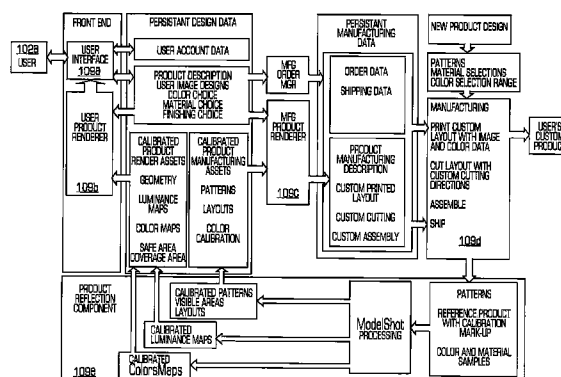 FRONT END
PERSISTANT DESIGN DATA
PERSISTANT
MANUFACTURING
DATA
NEW PRODUCT DESIGN
102a
USER
USER
INTERFACE
109a
USER ACCOUNT DATA
PRODUCT DESCRIPTION
USER IMAGE DESIGNS
COLOR CHOICE
MATERIAL CHOICE
FINISHING CHOICE
MFG
ORDER
MGR
ORDER DATA
SHIPPING DATA
PATTERNS
MATERIAL SELECTIONS
COLOR SELECTION RANGE
USER
PRODUCT
RENDERER
109b
CALIBRATED
PRODUCT
RENDER ASSETS
GEOMETRY
LUMINANCE
MAPS
COLOR MAPS
SAFE AREA
COVERAGE AREA
CALIBRATED
PRODUCT
MANUFACTURING
ASSETS
PATTERNS
LAYOUTS
COLOR
CALIBRATION
MFG
PRODUCT
RENDERER
109c
PRODUCT
MANUFACTURING
DESCRIPTION
CUSTOM PRINTED
LAYOUT
CUSTOM CUTTING
CUSTOM ASSEMBLY
MANUFACTURING
PRINT CUSTOM
LAYOUT WITH IMAGE
AND COLOR DATA
CUT LAYOUT WITH
CUSTOM CUTTING
DIRECTIONS
ASSEMBLE
SHIP
109d
USER'S
CUSTOM
PRODUCT
PRODUCT
REFLECTION
COMPONENT
109e
CALIBRATED PATTERNS
VISIBLE AREAS
LAYOUTS
CALIBRATED
LUMINANCE MAPS
CALIBRATED
ColorsMaps
ModelShot
PROCESSING
PATTERNS
REFERENCE PRODUCT
WITH CALIBRATION
MARK-UP
COLOR AND MATERIAL
SAMPLES